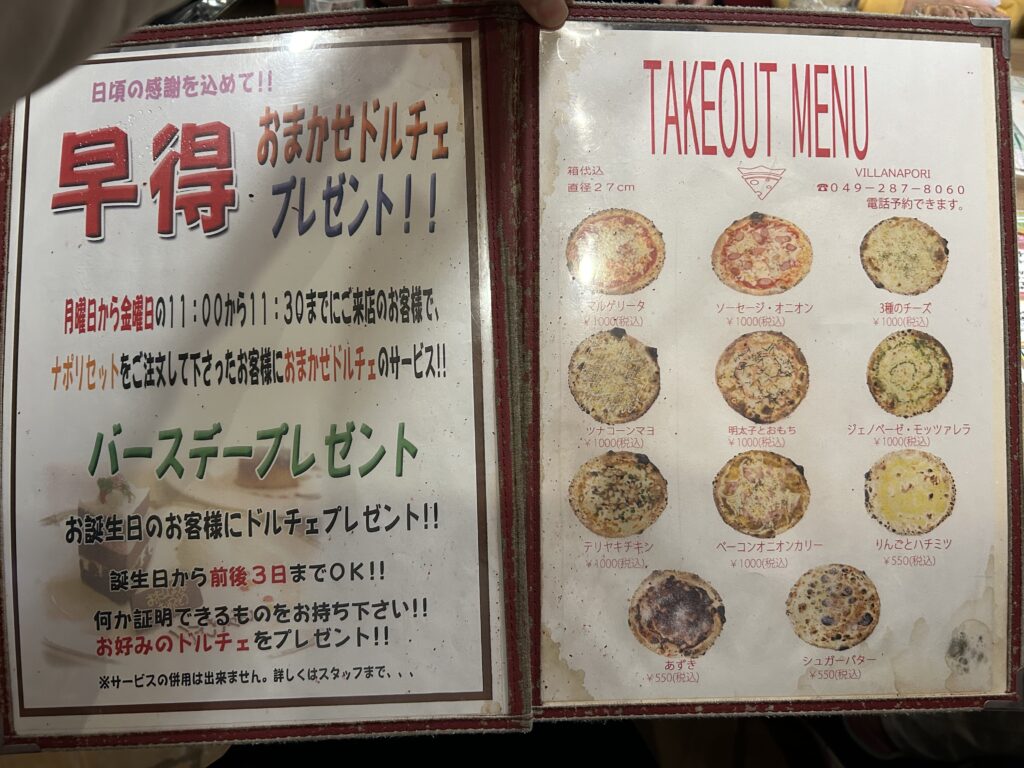 日頃の感謝を込めて!!
早得
おまかせドルチェ
プレゼント!!
月曜日から金曜日の11:00から11:30までにご来店のお客様で、
ナポリセットをご注文して下さったお客様におまかせドルチェのサービス!!
バースデープレゼント
お誕生日のお客様にドルチェプレゼント!!
誕生日から前後3日までOK!!
何か証明できるものをお持ち下さい!!
お好みのドルチェをプレゼント!!
※サービスの併用は出来ません。詳しくはスタッフまで、、、
TAKEOUT MENU
箱代込
直径27cm
VILLANAPORI
☎049-287-8060
電話予約できます。
マルゲリータ
¥1000(税込)
ソーセージ・オニオン
¥1000(税込)
3種のチーズ
¥1000(税込)
ツナコーンマヨ
¥1000(税込)
明太子とおもち
¥1000(税込)
ジェノベーゼ・モッツァレラ
¥1000(税込)
テリヤキチキン
¥1000(税込)
ベーコンオニオンカリー
¥1000(税込)
りんごとハチミツ
¥550(税込)
あずき
¥550(税込)
シュガーバター
¥550(税込)